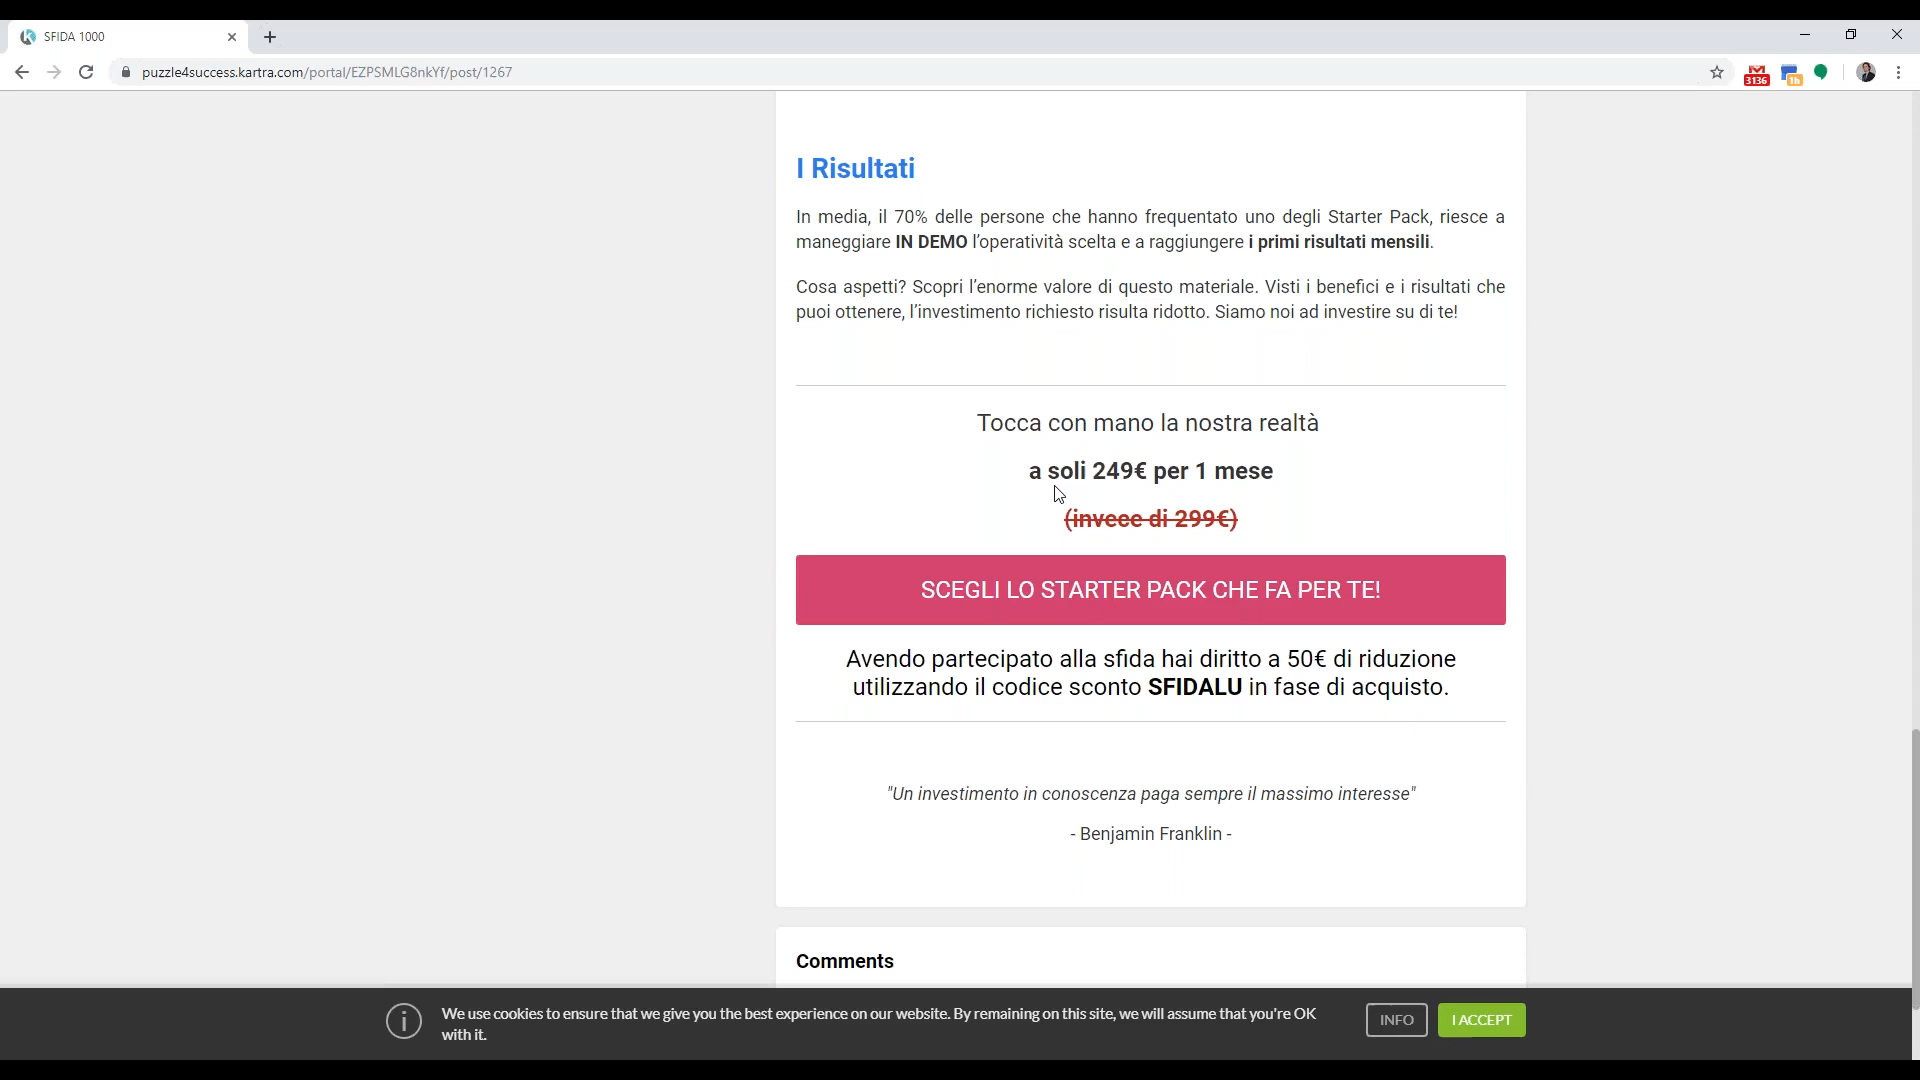 SFIDA 1000
puzzle4success.kartra.com/portal/EZPSMLG8nkYf/post/1267
3136
1h
I Risultati
In media, il 70% delle persone che hanno frequentato uno degli Starter Pack, riesce a
maneggiare IN DEMO l'operatività scelta e a raggiungere i primi risultati mensili.
Cosa aspetti? Scopri l'enorme valore di questo materiale. Visti i benefici e i risultati che
puoi ottenere, l'investimento richiesto risulta ridotto. Siamo noi ad investire su di te!
Tocca con mano la nostra realtà
a soli 249€ per 1 mese
(invece di 299€)
SCEGLI LO STARTER PACK CHE FA PER TE!
Avendo partecipato alla sfida hai diritto a 50€ di riduzione
utilizzando il codice sconto SFIDALU in fase di acquisto.
"Un investimento in conoscenza paga sempre il massimo interesse"
- Benjamin Franklin -
Comments
We use cookies to ensure that we give you the best experience on our website. By remaining on this site, we will assume that you're OK
with it.
INFO
I ACCEPT